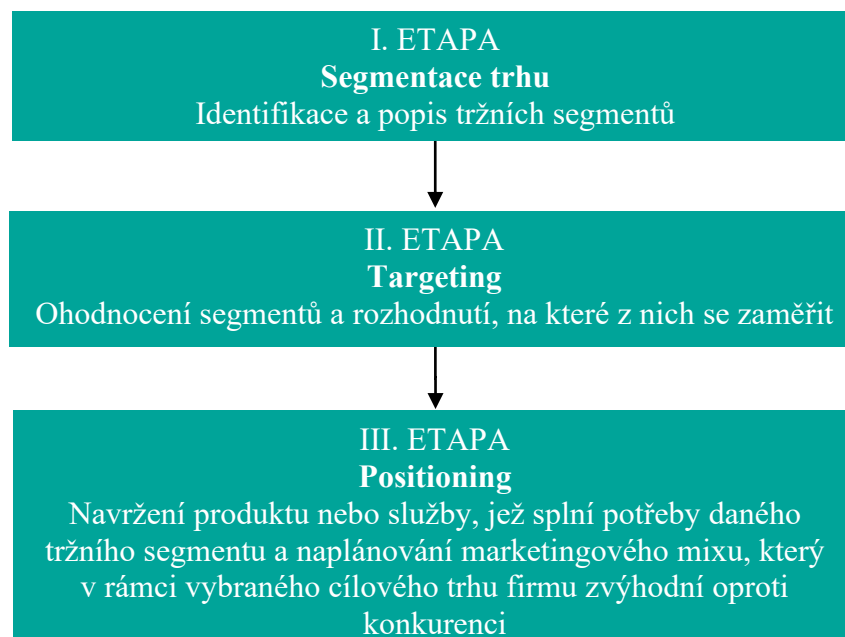 I. ETAPA
Segmentace trhu
Identifikace a popis tržních segmentů
II. ETAPA
Targeting
Ohodnocení segmentů a rozhodnutí, na které z nich se zaměřit
III. ETAPA
Positioning
Navržení produktu nebo služby, jež splní potřeby daného
tržního segmentu a naplánování marketingového mixu, který
v rámci vybraného cílového trhu firmu zvýhodní oproti
konkurenci